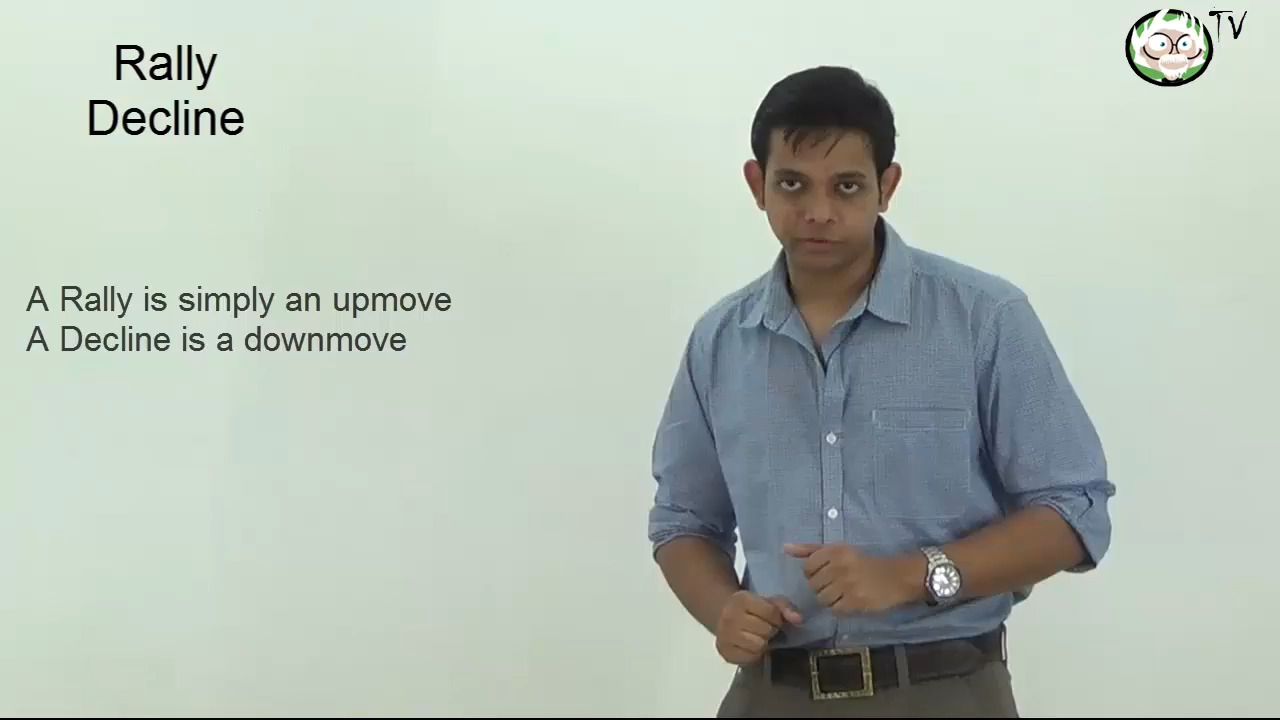 TV
Rally
Decline
A Rally is simply an upmove
A Decline is a downmove